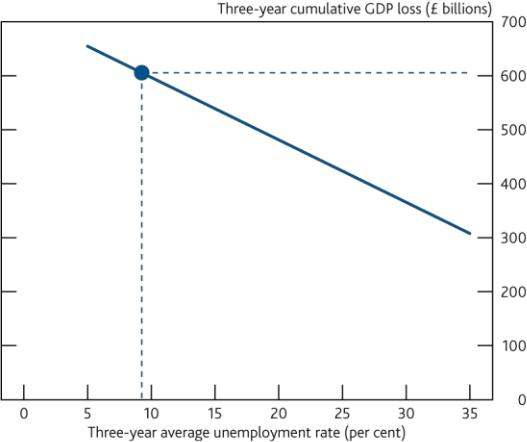 Three-year cumulative GDP loss (£ billions)
700
600
500
400
300
200
100
0
0 5 10 15 20 25 30 35
Three-year average unemployment rate (per cent)